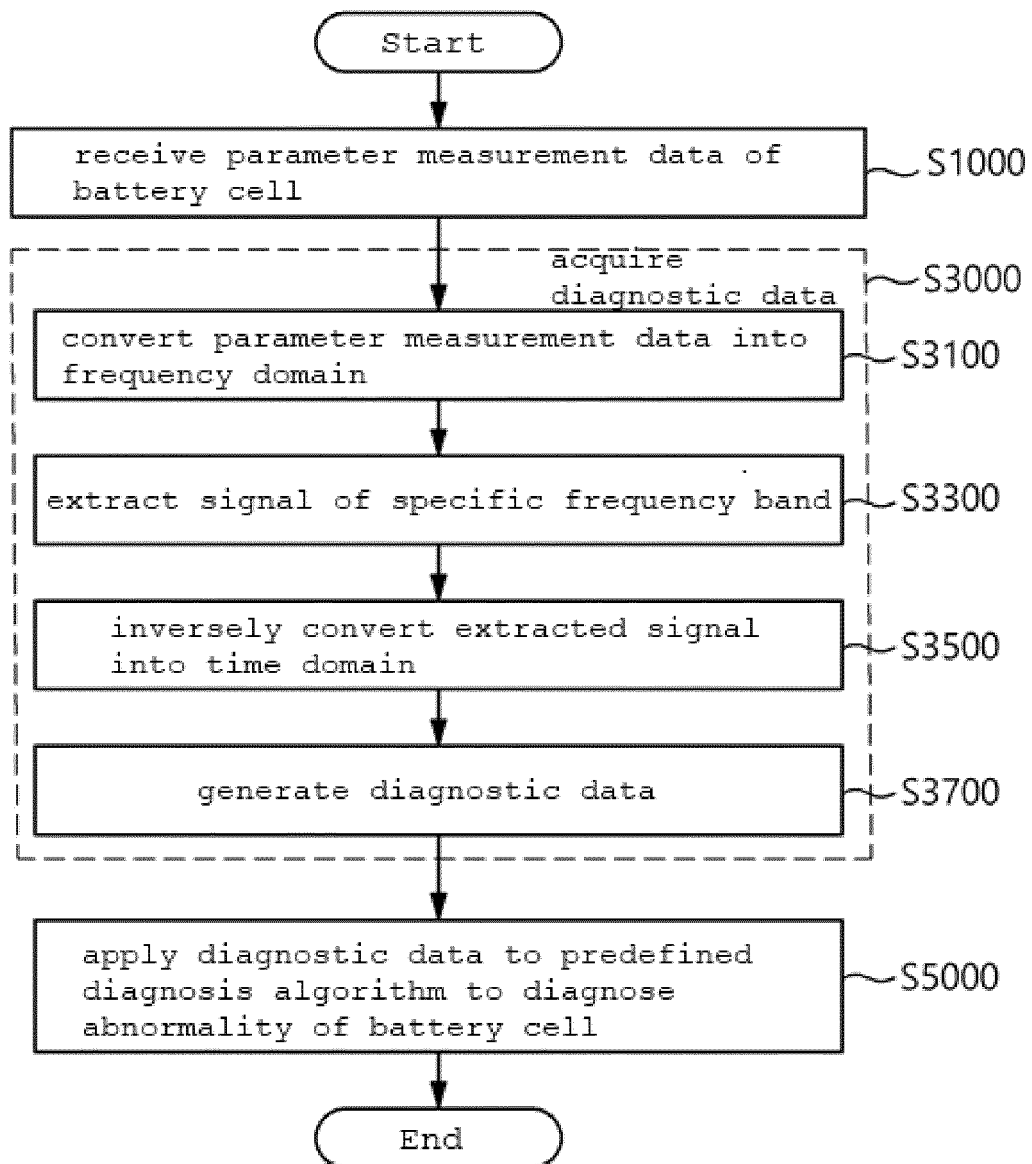 Start
receive parameter measurement data of
battery cell
S1000
acquire
diagnostic data
S3000
convert parameter measurement data into
frequency domain
S3100
extract signal of specific frequency band
S3300
inversely convert extracted signal
into time domain
S3500
generate diagnostic data
S3700
apply diagnostic data to predefined
diagnosis algorithm to diagnose
abnormality of battery cell
S5000
End